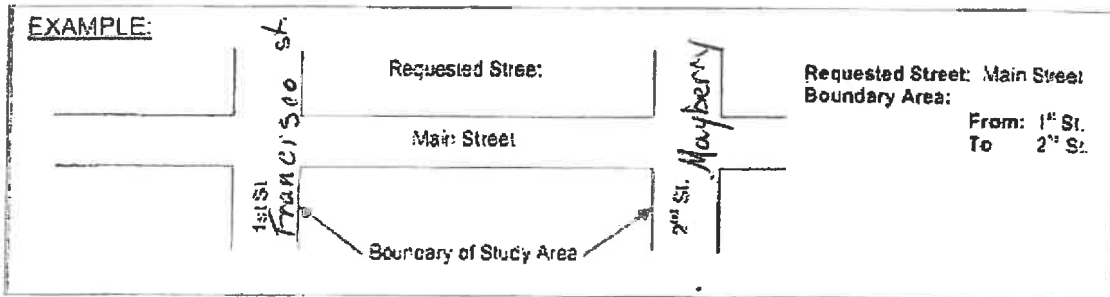 EXAMPLE:
Requested Street
Main Street
1st St.
Francisco st.
2nd St.
Mayberry
Boundary of Study Area
Requested Street: Main Street
Boundary Area:
From: 1st St.
To 2nd St.